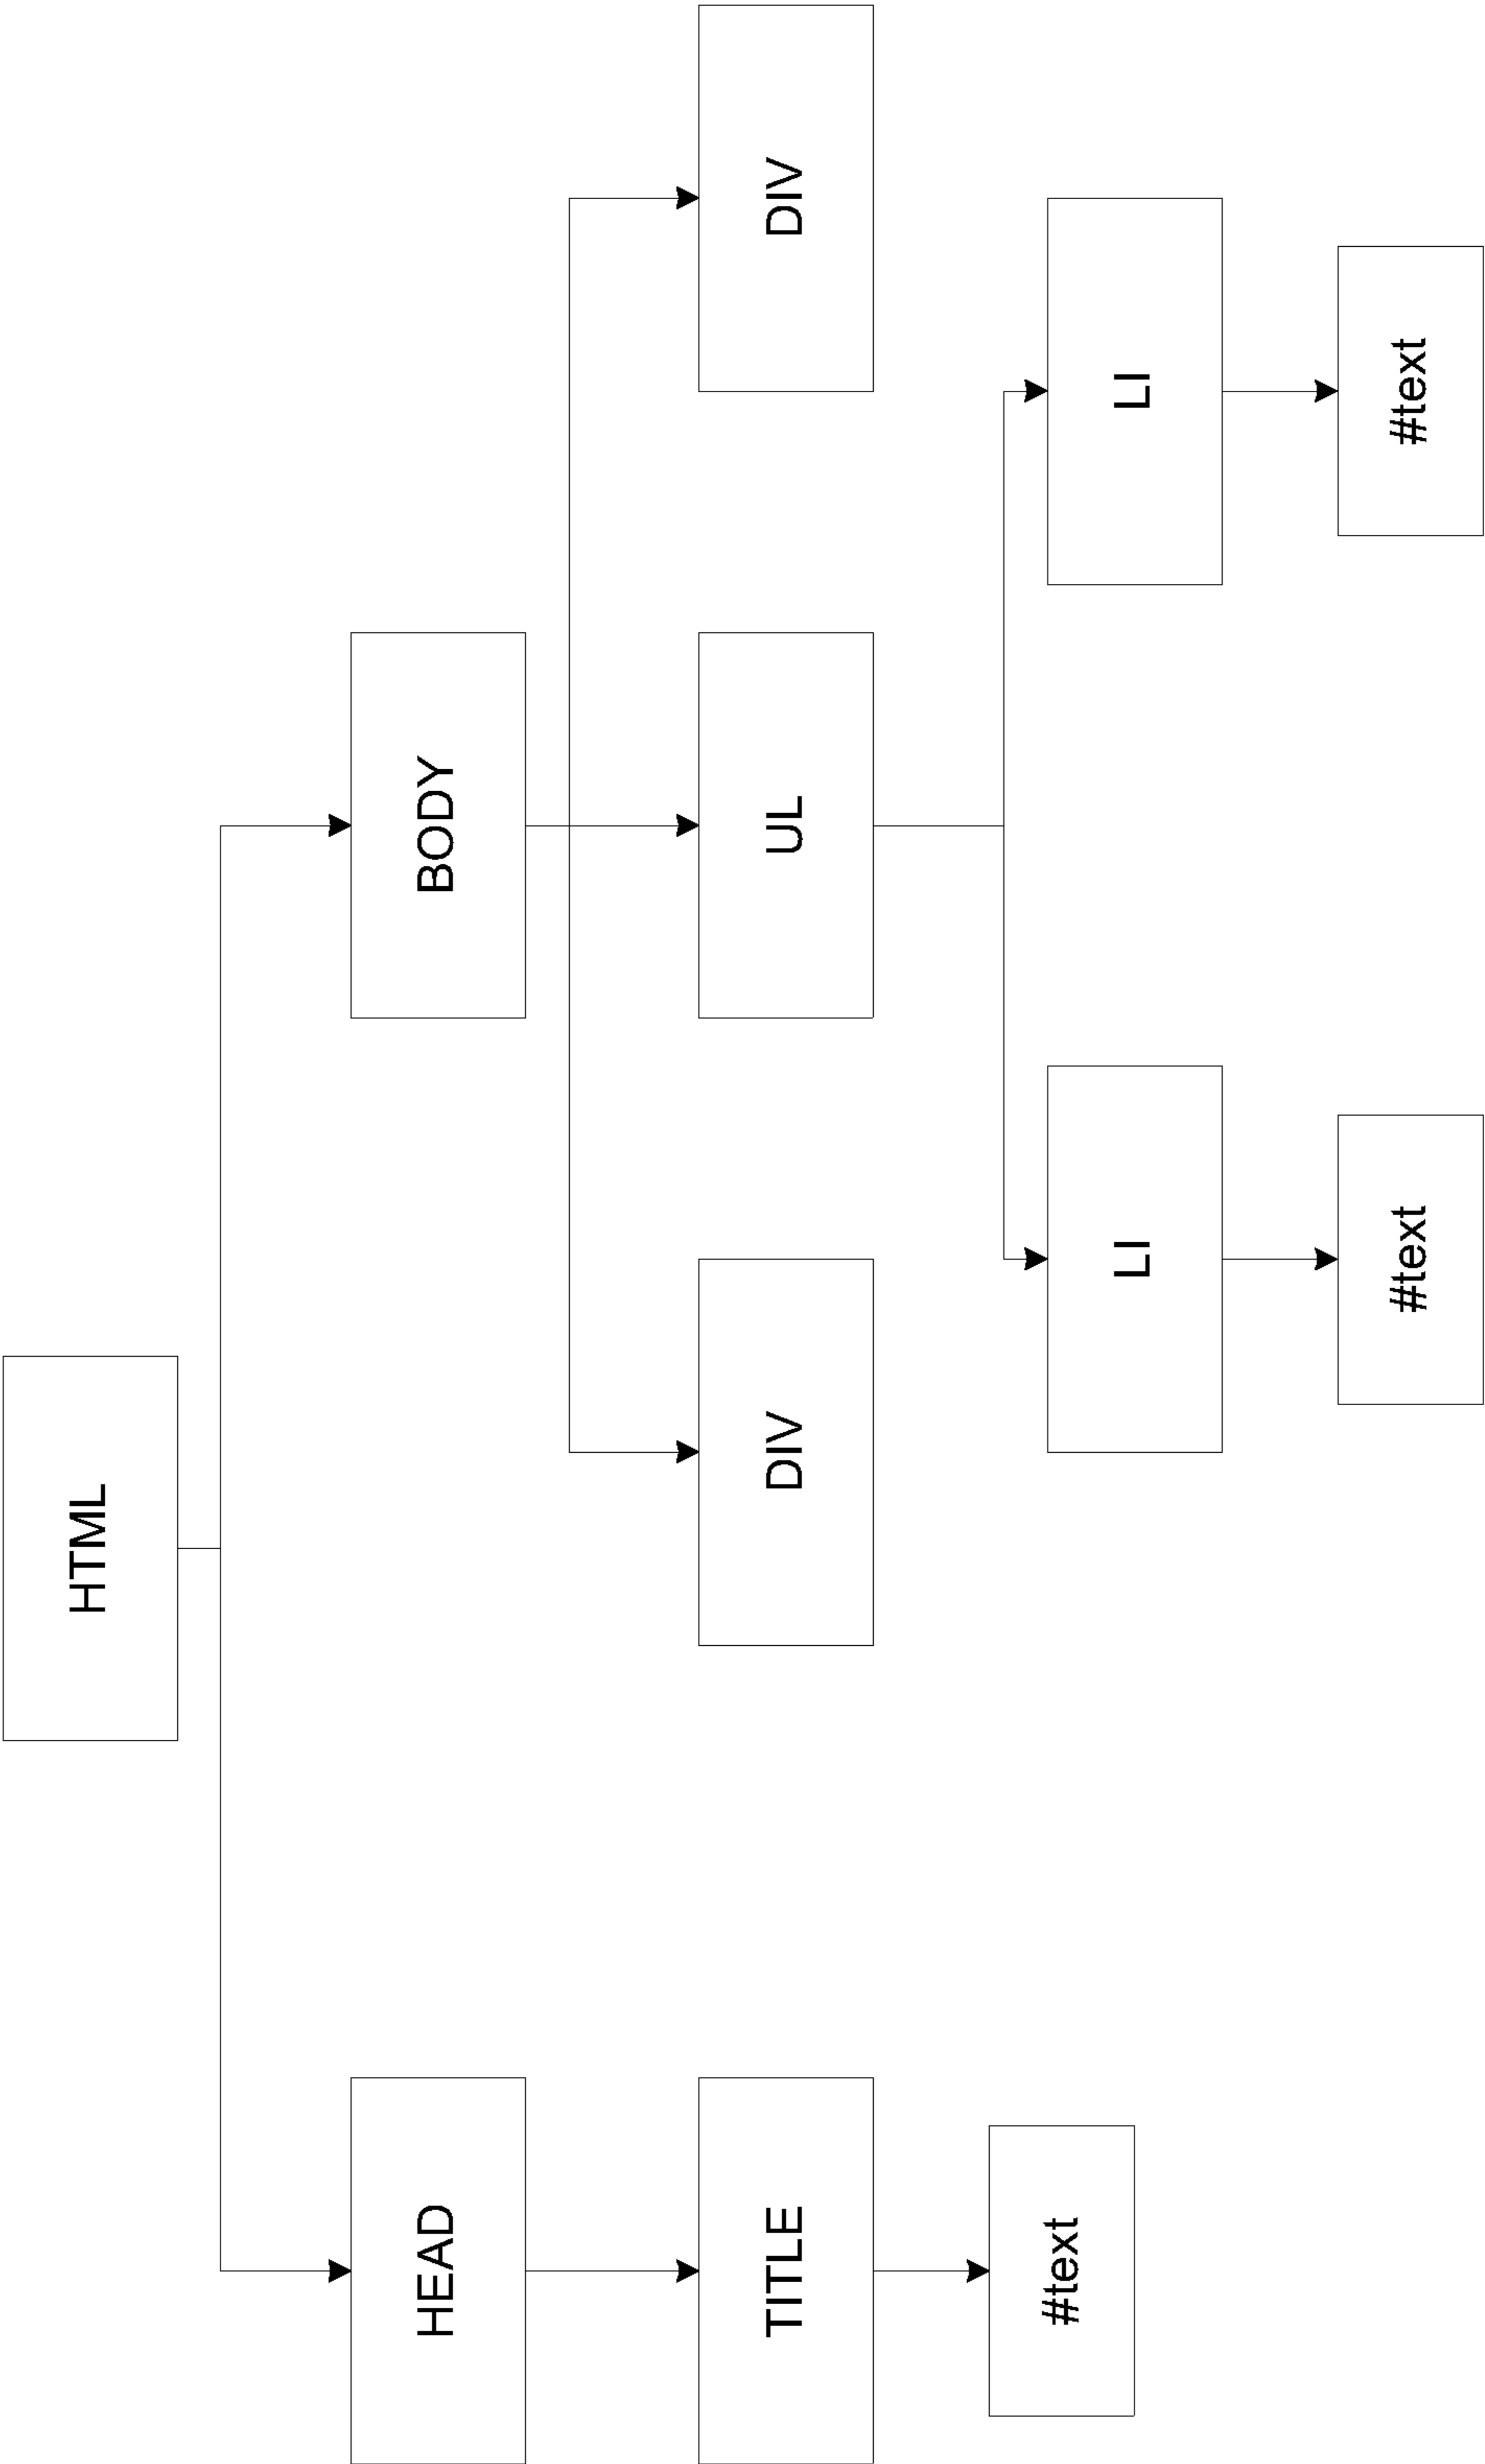 HTML
HEAD
BODY
TITLE
DIV
UL
DIV
#text
LI
LI
#text
#text